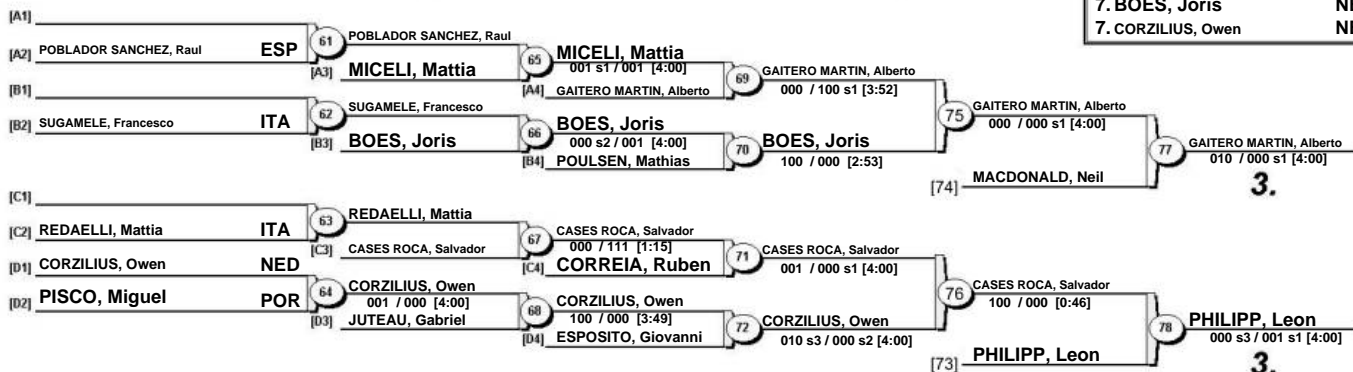 7. BOES, Joris NE
7. CORZILIUS, Owen NE
[A1]
[A2] POBLADOR SANCHEZ, Raul ESP
61
POBLADOR SANCHEZ, Raul
[A3] MICELI, Mattia
65
MICELI, Mattia
001 s1 / 001 [4:00]
[A4] GAITERO MARTIN, Alberto
69
GAITERO MARTIN, Alberto
000 / 100 s1 [3:52]
[B1]
[B2] SUGAMELE, Francesco ITA
62
SUGAMELE, Francesco
[B3] BOES, Joris
66
BOES, Joris
000 s2 / 001 [4:00]
[B4] POULSEN, Mathias
70
BOES, Joris
100 / 000 [2:53]
75
GAITERO MARTIN, Alberto
000 / 000 s1 [4:00]
[74] MACDONALD, Neil
77
GAITERO MARTIN, Alberto
010 / 000 s1 [4:00]
3.
[C1]
[C2] REDAELLI, Mattia ITA
63
REDAELLI, Mattia
[C3] CASES ROCA, Salvador
67
CASES ROCA, Salvador
000 / 111 [1:15]
[C4] CORREIA, Ruben
71
CASES ROCA, Salvador
001 / 000 s1 [4:00]
[D1] CORZILIUS, Owen NED
[D2] PISCO, Miguel POR
64
CORZILIUS, Owen
001 / 000 [4:00]
[D3] JUTEAU, Gabriel
68
CORZILIUS, Owen
100 / 000 [3:49]
[D4] ESPOSITO, Giovanni
72
CORZILIUS, Owen
010 s3 / 000 s2 [4:00]
76
CASES ROCA, Salvador
100 / 000 [0:46]
[73] PHILIPP, Leon
78
PHILIPP, Leon
000 s3 / 001 s1 [4:00]
3.